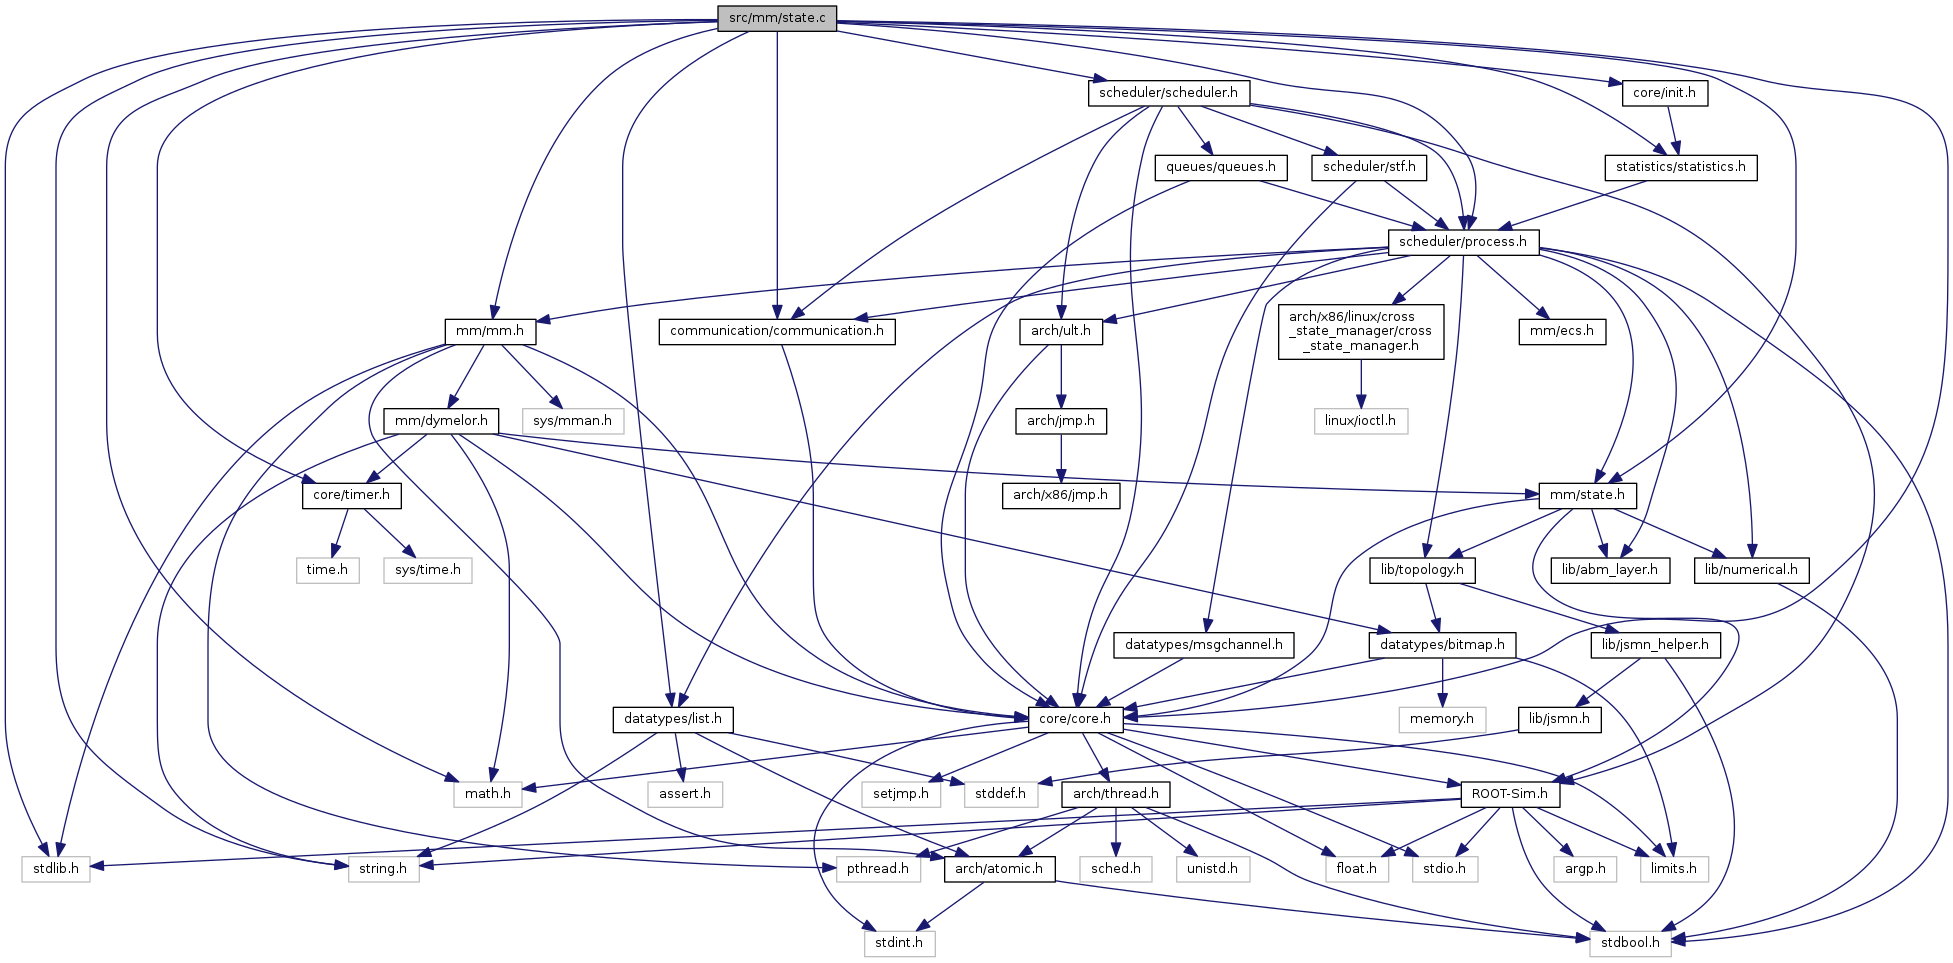 src/mm/state.c
scheduler/scheduler.h
core/init.h
queues/queues.h
scheduler/stf.h
statistics/statistics.h
scheduler/process.h
mm/mm.h
communication/communication.h
arch/ult.h
arch/x86/linux/cross
_state_manager/cross
_state_manager.h
mm/ecs.h
mm/dymelor.h
sys/mman.h
arch/jmp.h
linux/ioctl.h
core/timer.h
arch/x86/jmp.h
mm/state.h
time.h
sys/time.h
lib/topology.h
lib/abm_layer.h
lib/numerical.h
datatypes/msgchannel.h
datatypes/bitmap.h
lib/jsmn_helper.h
datatypes/list.h
core/core.h
memory.h
lib/jsmn.h
math.h
assert.h
setjmp.h
stddef.h
arch/thread.h
ROOT-Sim.h
stdlib.h
string.h
pthread.h
arch/atomic.h
sched.h
unistd.h
float.h
stdio.h
argp.h
limits.h
stdint.h
stdbool.h